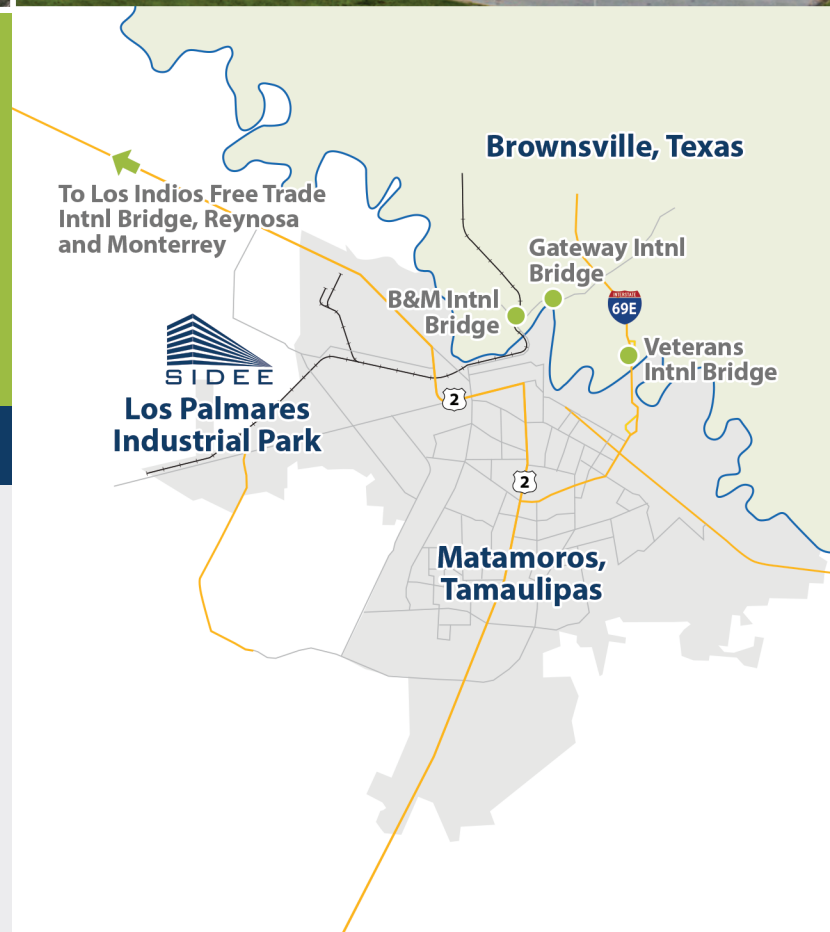 Brownsville, Texas
To Los Indios Free Trade
Intnl Bridge, Reynosa
and Monterrey
Gateway Intnl
Bridge
B&M Intnl
Bridge
INTERSTATE
69E
Veterans
Intnl Bridge
SIDEE
Los Palmares
Industrial Park
2
2
Matamoros,
Tamaulipas